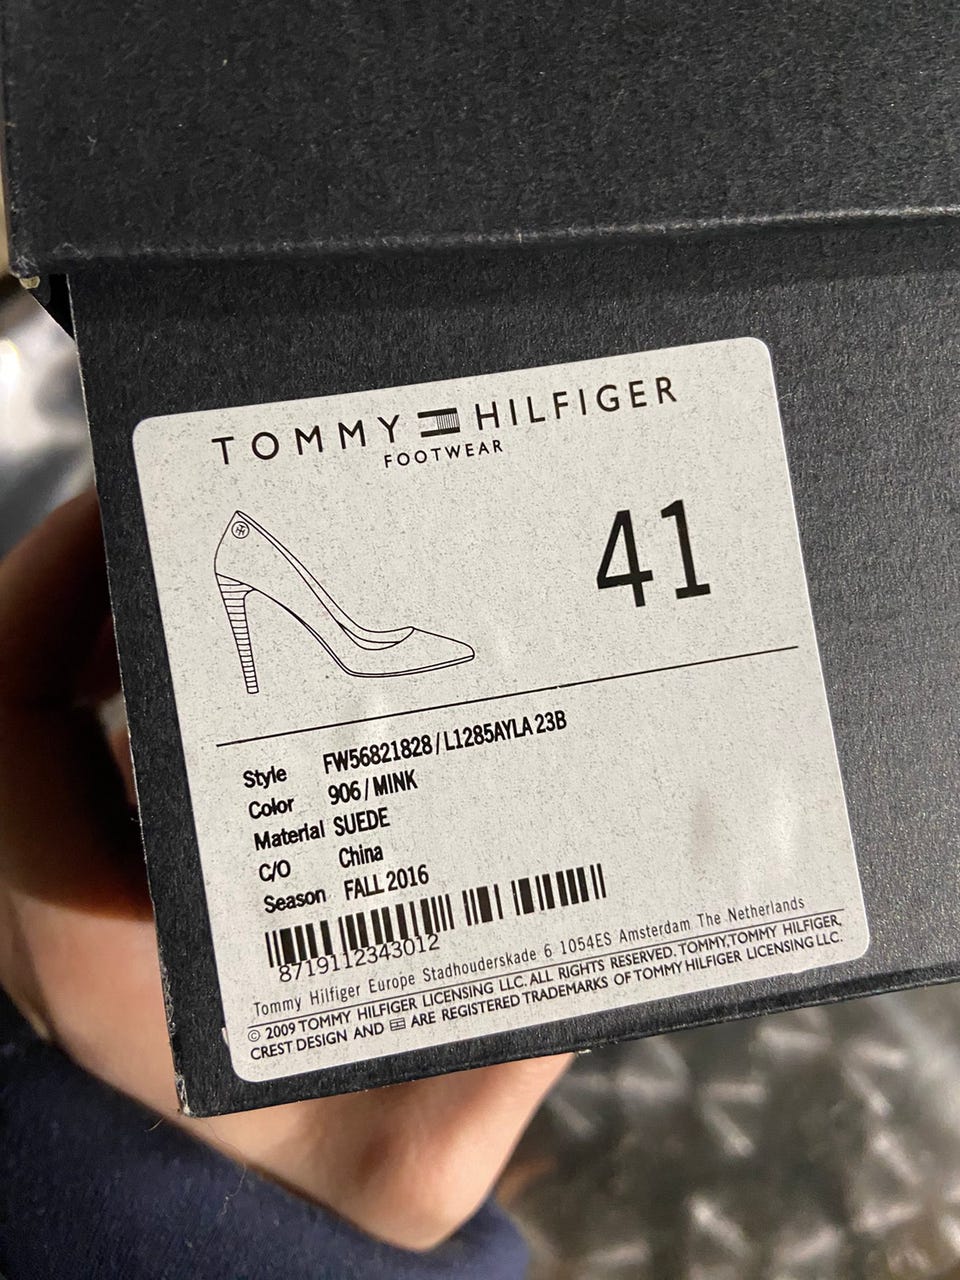 TOMMY HILFIGER
FOOTWEAR
41
Style FW56821828 / L1285AYLA 23B
Color 906 / MINK
Material SUEDE
C/O China
Season FALL 2016
8719112343012
Tommy Hilfiger Europe Stadhouderskade 6 1054ES Amsterdam The Netherlands
© 2009 TOMMY HILFIGER LICENSING LLC. ALL RIGHTS RESERVED. TOMMY,TOMMY HILFIGER,
CREST DESIGN AND ARE REGISTERED TRADEMARKS OF TOMMY HILFIGER LICENSING LLC.